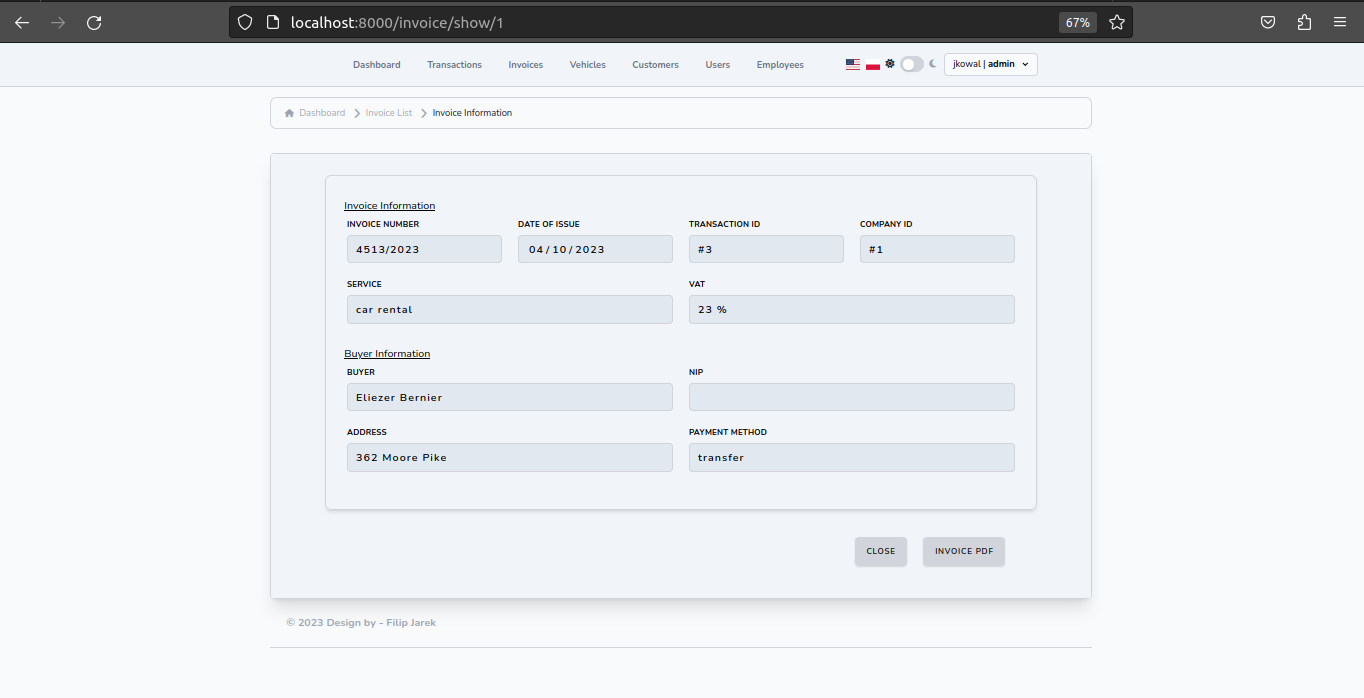 localhost:8000/invoice/show/1 67%
Dashboard Transactions Invoices Vehicles Customers Users Employees jkowal | admin
Dashboard Invoice List Invoice Information
Invoice Information
INVOICE NUMBER DATE OF ISSUE TRANSACTION ID COMPANY ID
4513/2023 04/10/2023 #3 #1
SERVICE VAT
car rental 23 %
Buyer Information
BUYER NIP
Eliezer Bernier
ADDRESS PAYMENT METHOD
362 Moore Pike transfer
CLOSE INVOICE PDF
© 2023 Design by - Filip Jarek